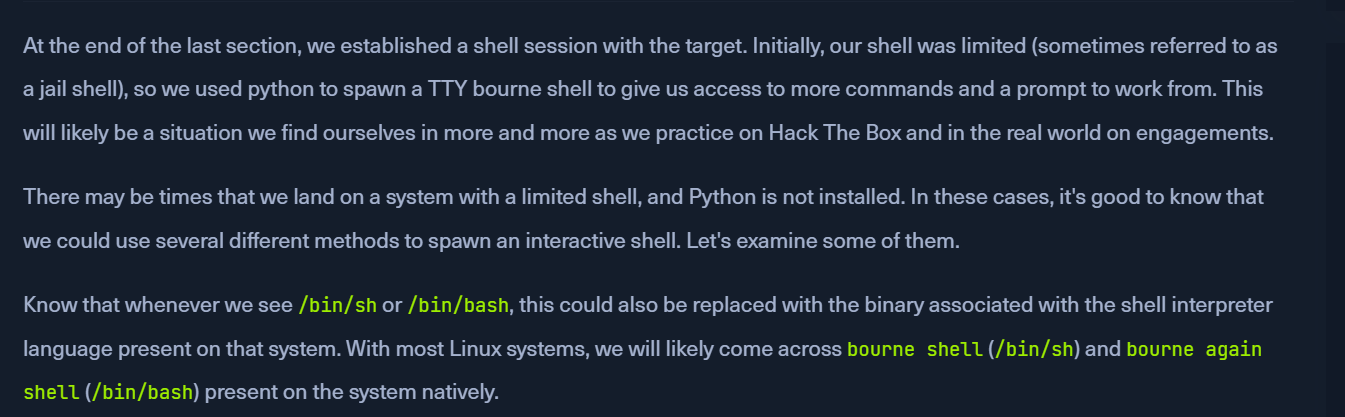 At the end of the last section, we established a shell session with the target. Initially, our shell was limited (sometimes referred to as
a jail shell), so we used python to spawn a TTY bourne shell to give us access to more commands and a prompt to work from. This
will likely be a situation we find ourselves in more and more as we practice on Hack The Box and in the real world on engagements.
There may be times that we land on a system with a limited shell, and Python is not installed. In these cases, it's good to know that
we could use several different methods to spawn an interactive shell. Let's examine some of them.
Know that whenever we see /bin/sh or /bin/bash, this could also be replaced with the binary associated with the shell interpreter
language present on that system. With most Linux systems, we will likely come across bourne shell (/bin/sh) and bourne again
shell (/bin/bash) present on the system natively.